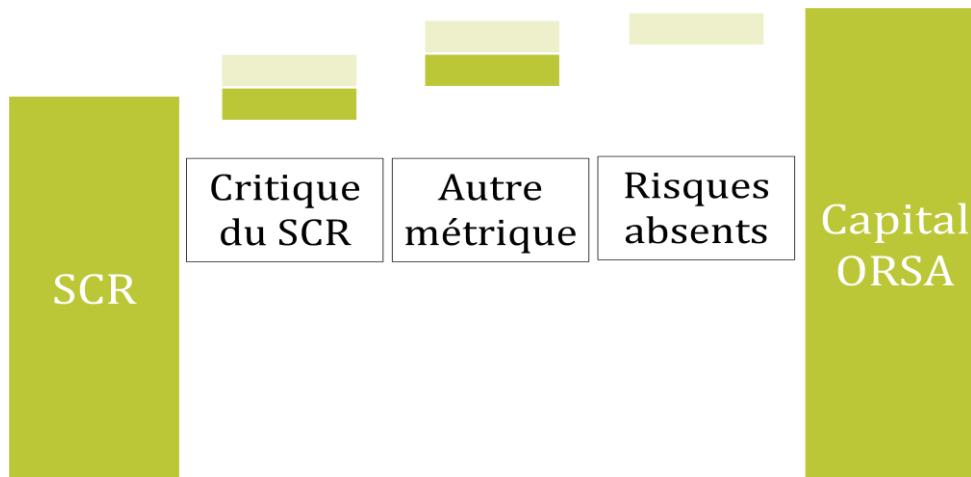 SCR
Critique
du SCR
Autre
métrique
Risques
absents
Capital
ORSA